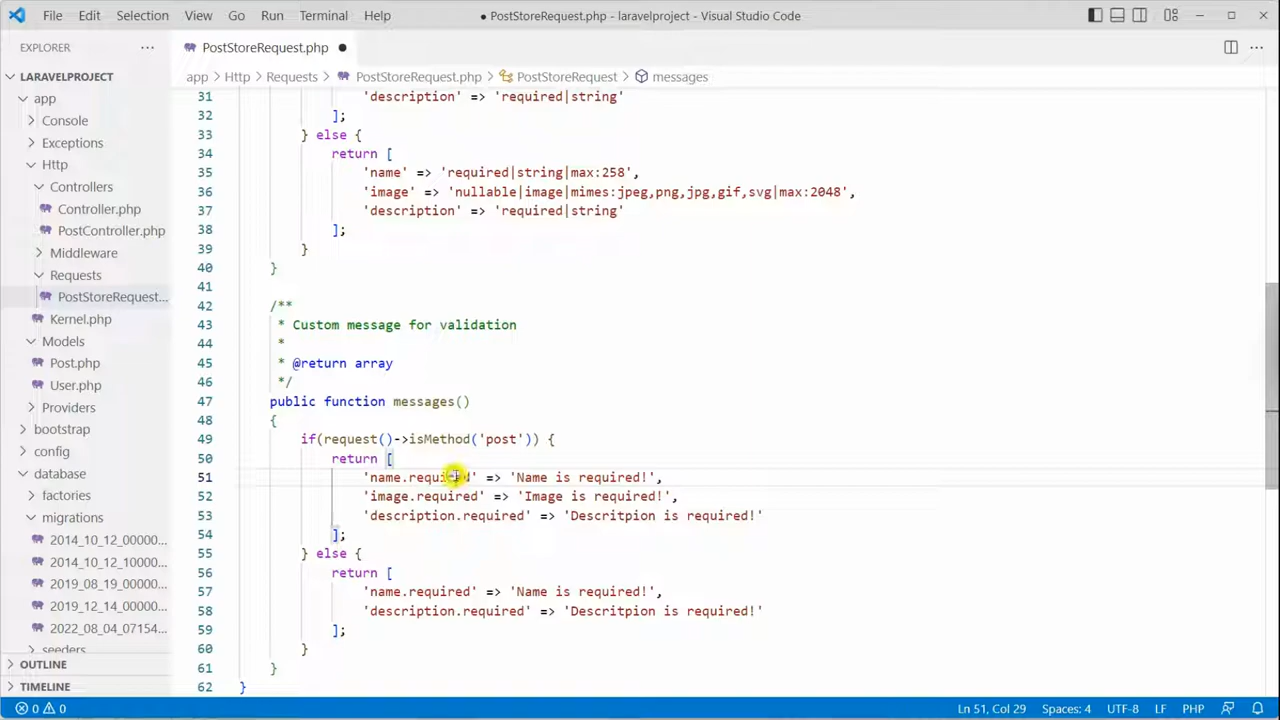 File Edit Selection View Go Run Terminal Help
● PostStoreRequest.php - laravelproject - Visual Studio Code
EXPLORER
LARAVELPROJECT
app
Console
Exceptions
Http
Controllers
Controller.php
PostController.php
Middleware
Requests
PostStoreRequest...
Kernel.php
Models
Post.php
User.php
Providers
bootstrap
config
database
factories
migrations
2014_10_12_00000...
2014_10_12_10000...
2019_08_19_00000...
2019_12_14_00000...
2022_08_04_07154...
seeders
OUTLINE
TIMELINE
PostStoreRequest.php ●
app > Http > Requests > PostStoreRequest.php > PostStoreRequest > messages
31 'description' => 'required|string'
32 ];
33 } else {
34 return [
35 'name' => 'required|string|max:258',
36 'image' => 'nullable|image|mimes:jpeg,png,jpg,gif,svg|max:2048',
37 'description' => 'required|string'
38 ];
39 }
40 }
41
42 /**
43 * Custom message for validation
44 *
45 * @return array
46 */
47 public function messages()
48 {
49 if(request()->isMethod('post')) {
50 return [
51 'name.required' => 'Name is required!',
52 'image.required' => 'Image is required!',
53 'description.required' => 'Descritpion is required!'
54 ];
55 } else {
56 return [
57 'name.required' => 'Name is required!',
58 'description.required' => 'Descritpion is required!'
59 ];
60 }
61 }
62 }
0 0 Ln 51, Col 29 Spaces: 4 UTF-8 LF PHP